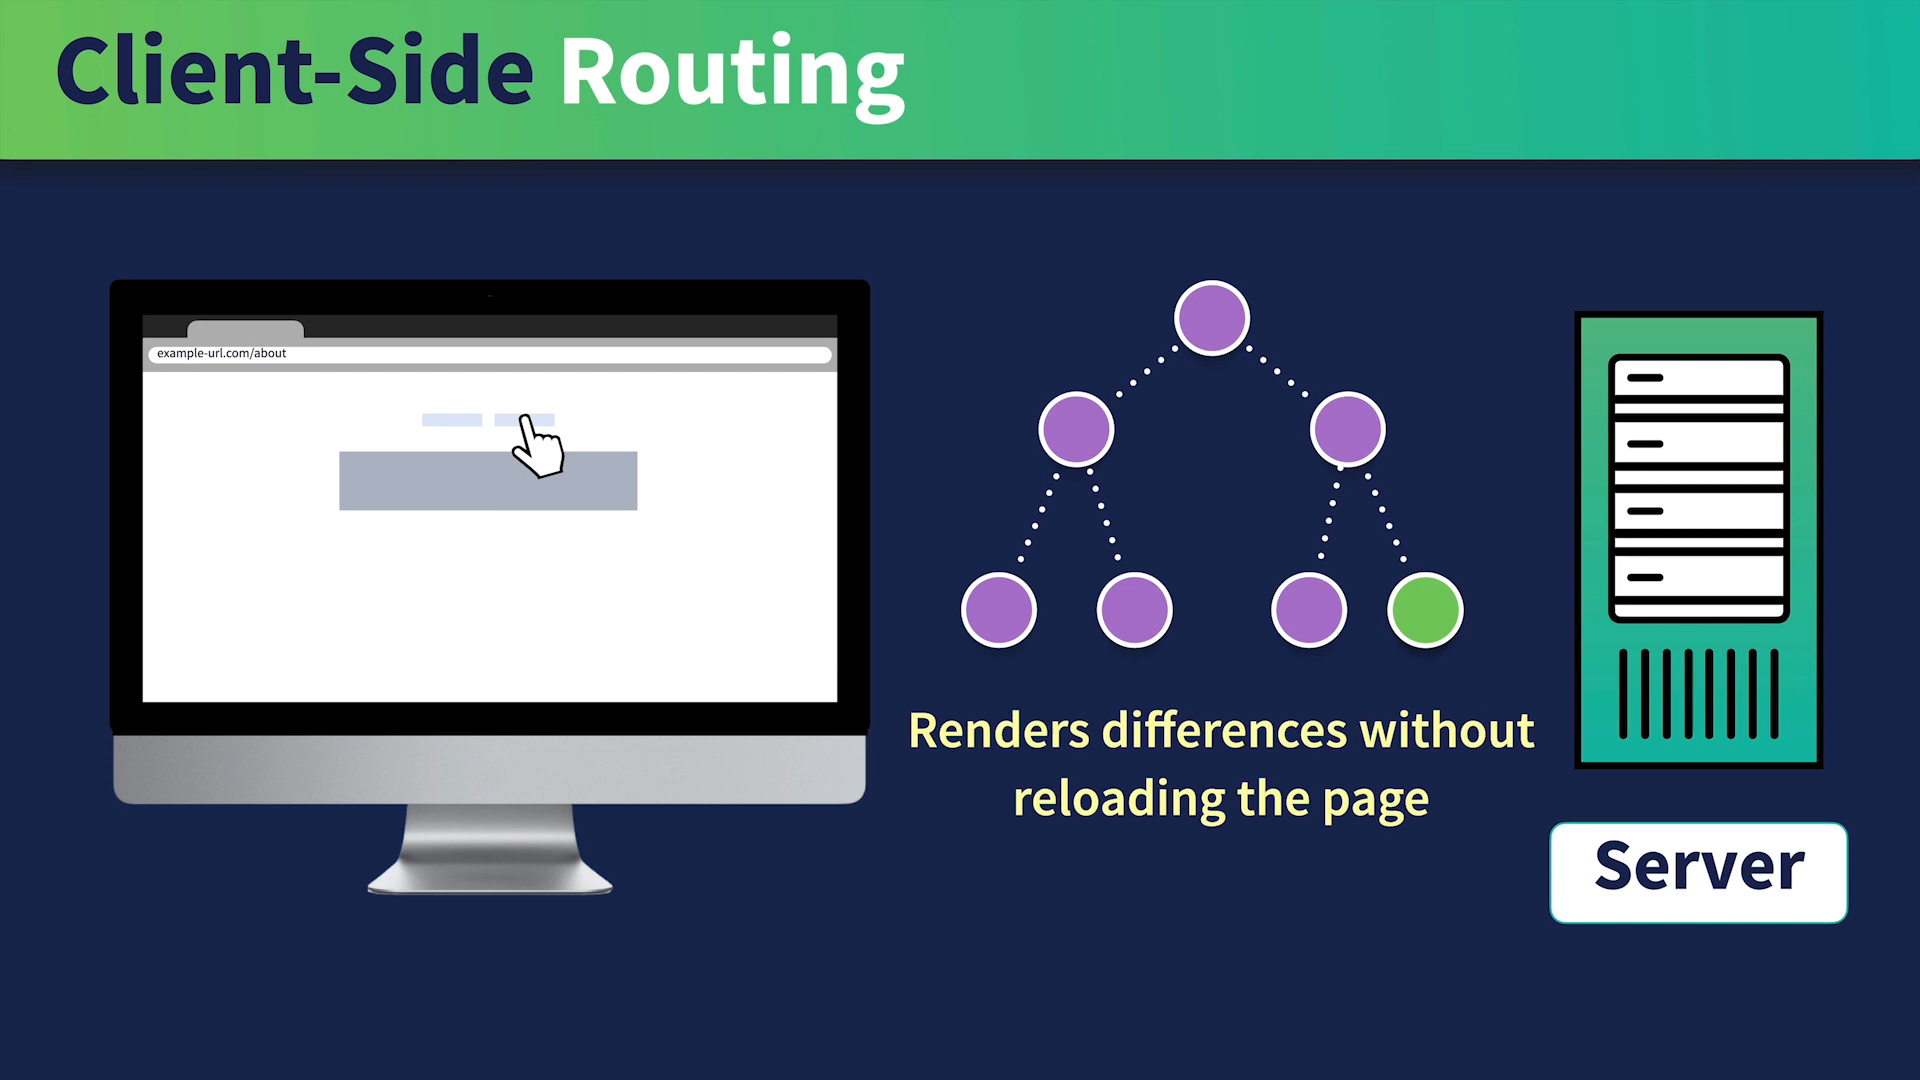 Client-Side Routing
example-url.com/about
Renders differences without
reloading the page
Server